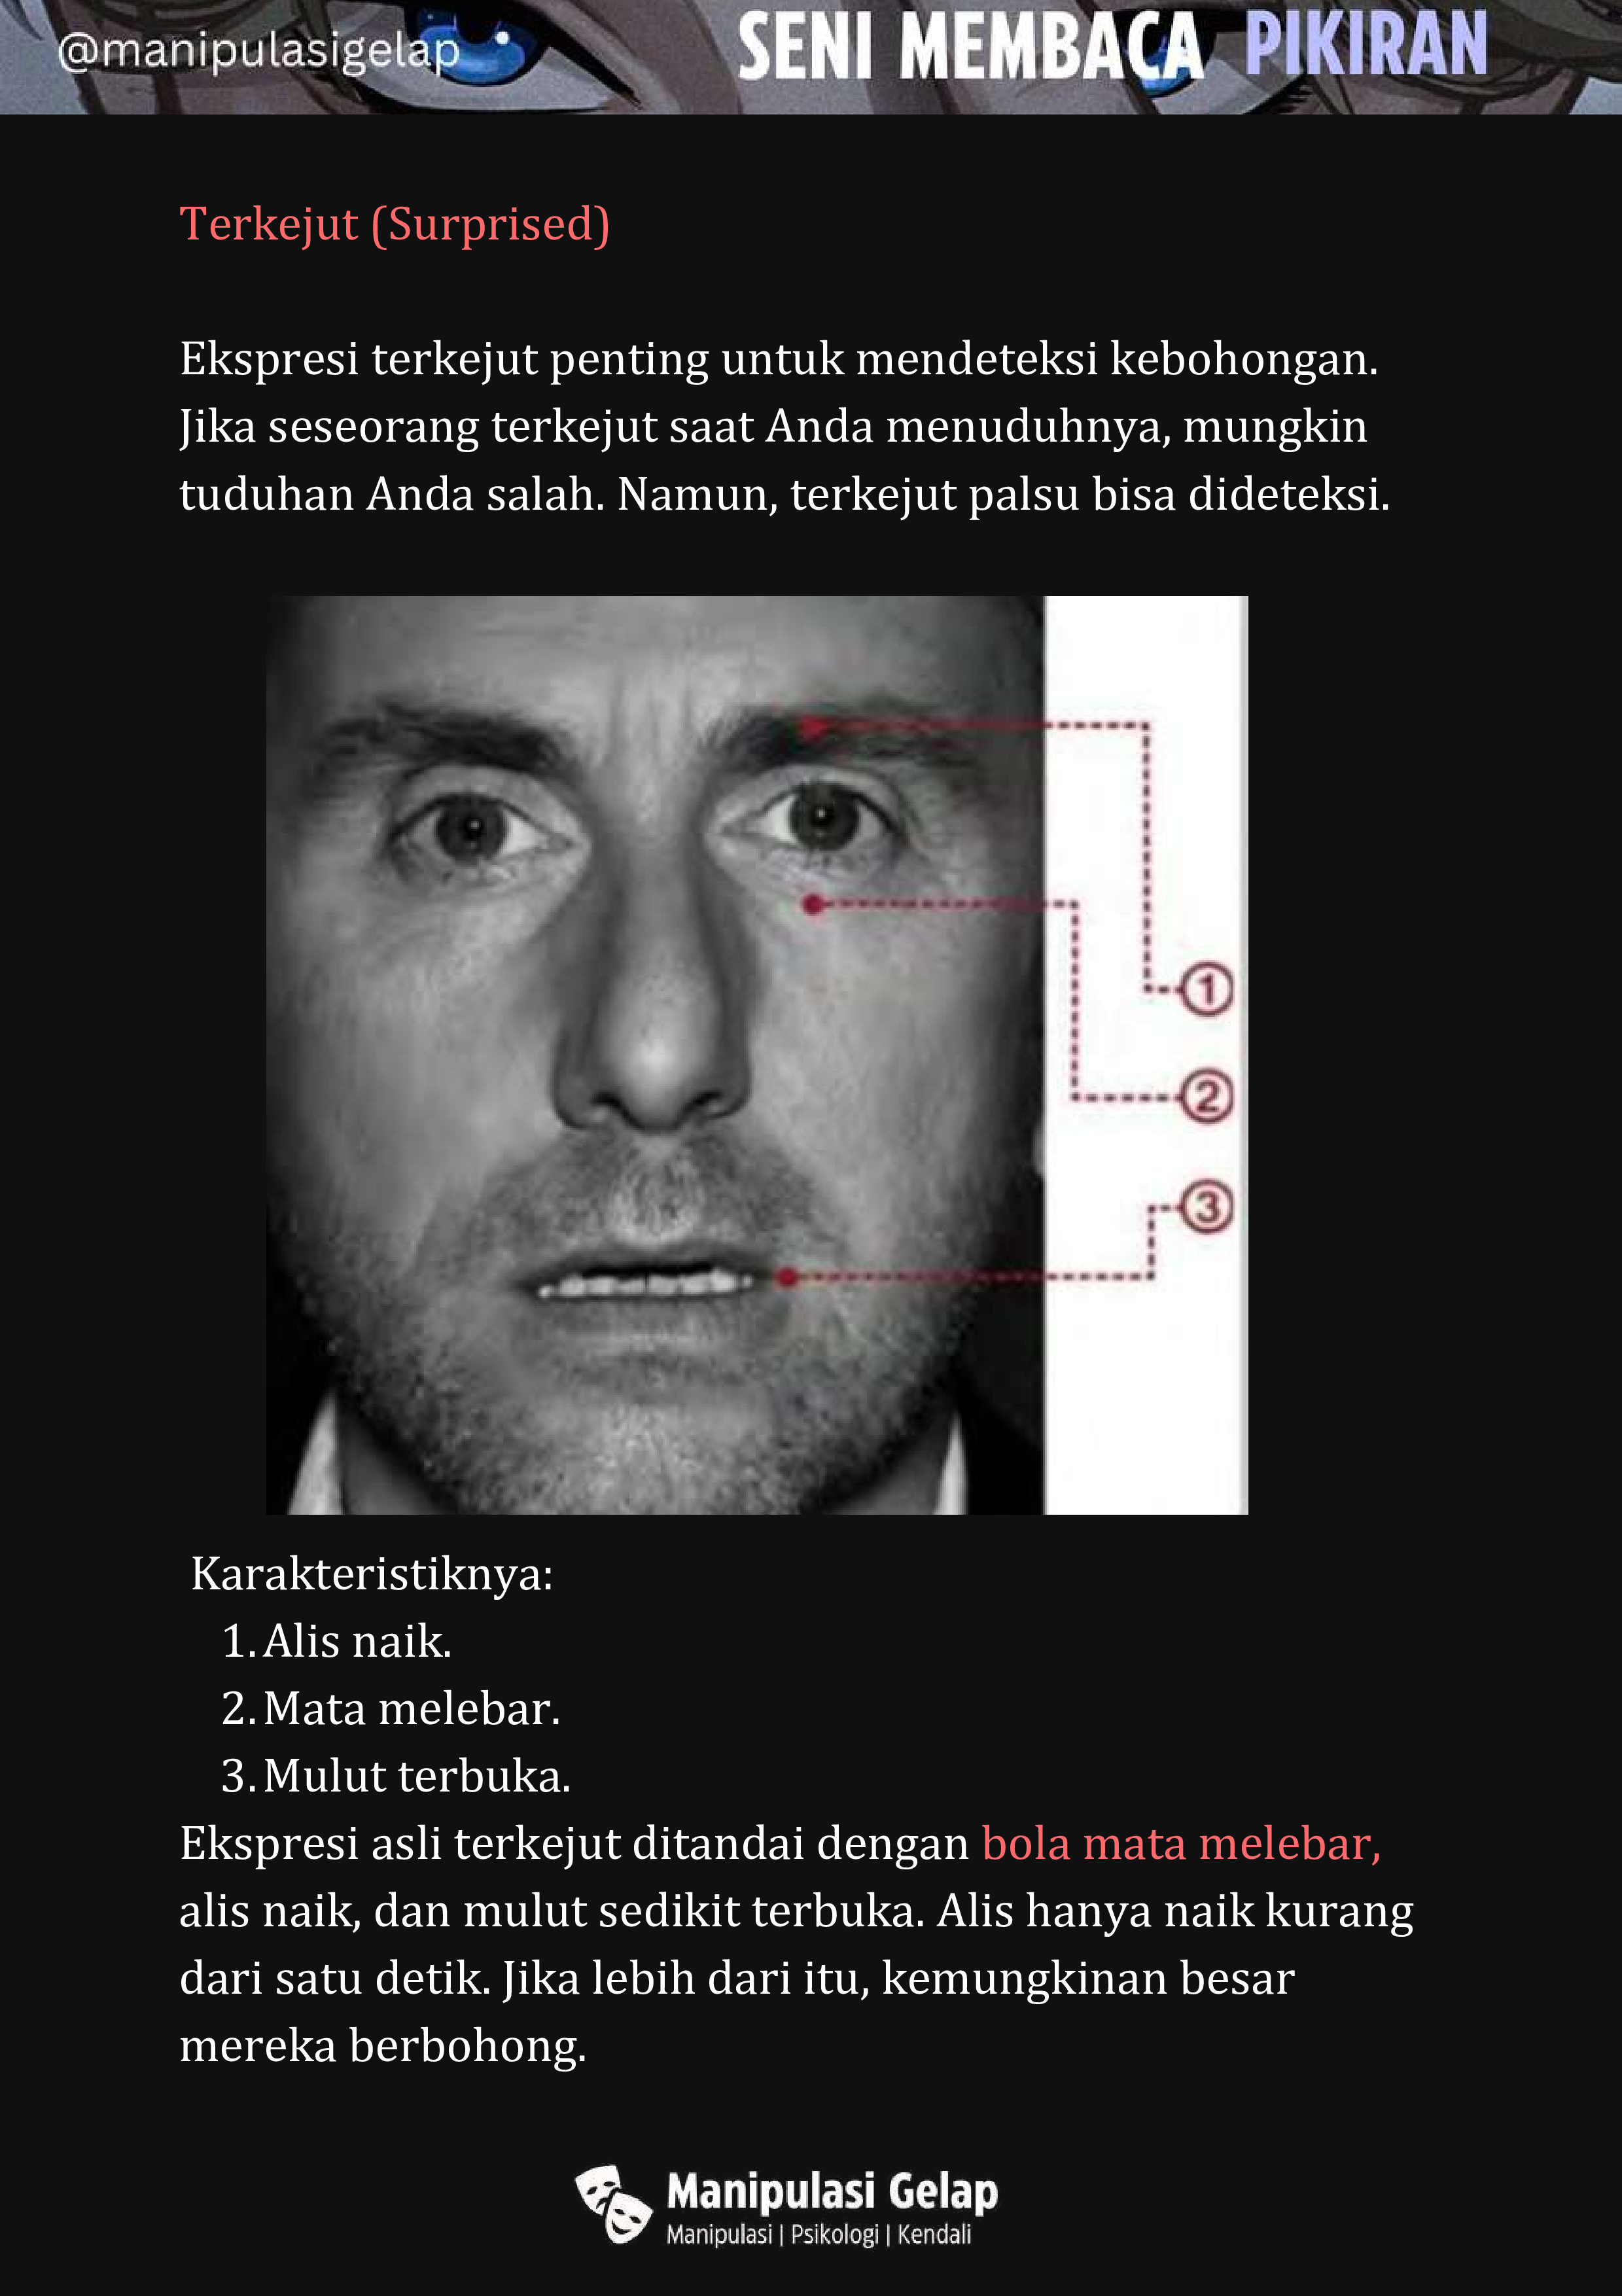 @manipulasigelap
SENI MEMBACA PIKIRAN
Terkejut (Surprised)
Ekspresi terkejut penting untuk mendeteksi kebohongan.
Jika seseorang terkejut saat Anda menuduhnya, mungkin
tuduhan Anda salah. Namun, terkejut palsu bisa dideteksi.
1
2
3
Karakteristiknya:
1. Alis naik.
2. Mata melebar.
3. Mulut terbuka.
Ekspresi asli terkejut ditandai dengan bola mata melebar,
alis naik, dan mulut sedikit terbuka. Alis hanya naik kurang
dari satu detik. Jika lebih dari itu, kemungkinan besar
mereka berbohong.
Manipulasi Gelap
Manipulasi | Psikologi | Kendali